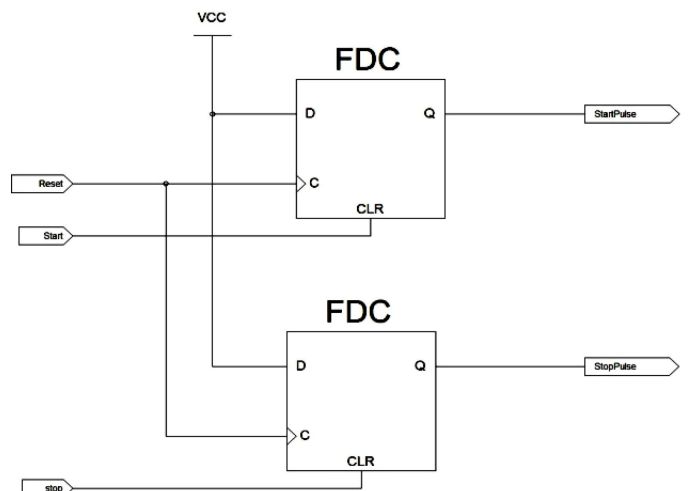 VCC
FDC
D
Q
StartPulse
Reset
C
CLR
Start
FDC
D
Q
StopPulse
C
CLR
stop